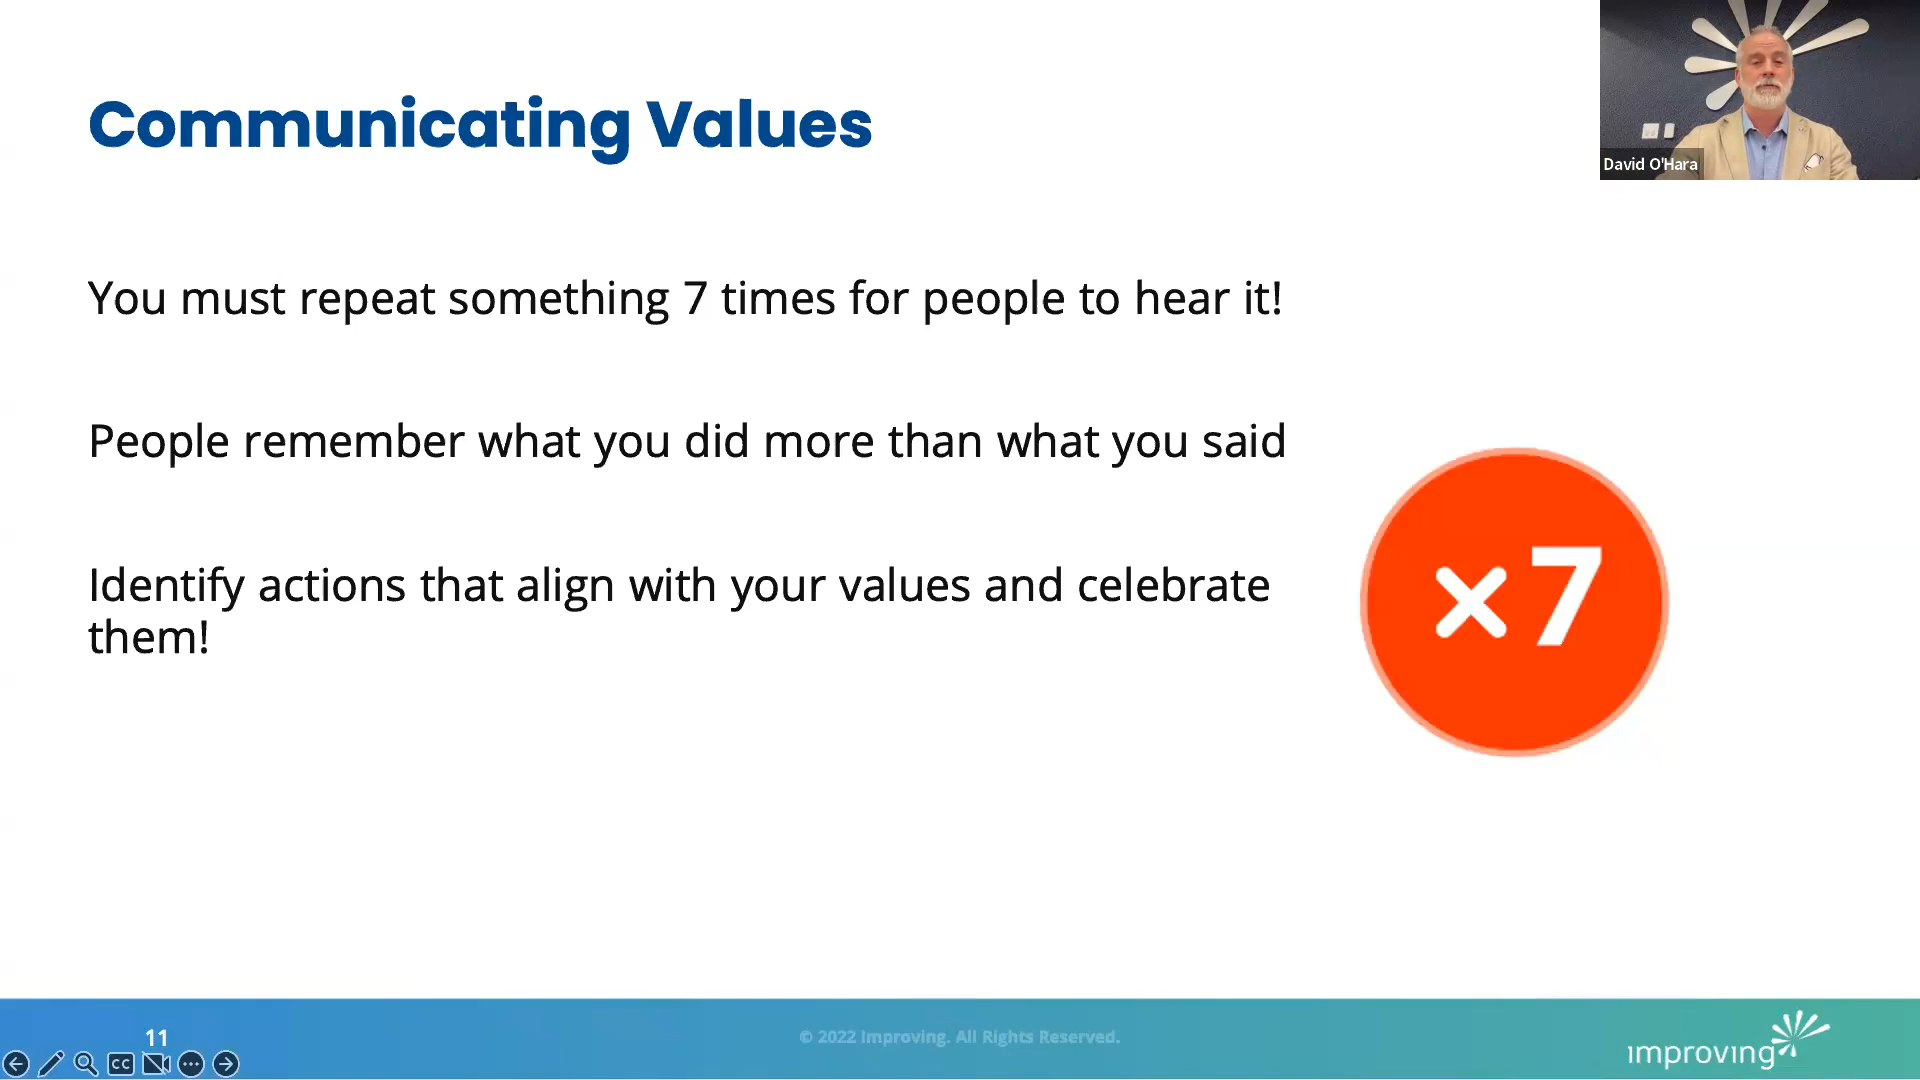 Communicating Values
David O'Hara
You must repeat something 7 times for people to hear it!
People remember what you did more than what you said
Identify actions that align with your values and celebrate
them!
×7
11
© 2022 Improving. All Rights Reserved.
CC
improving